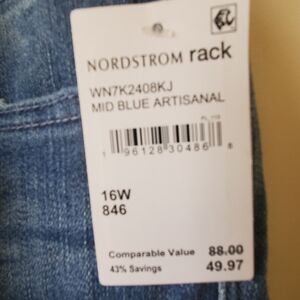 NORDSTROM rack
WN7K2408KJ
MID BLUE ARTISANAL
1 96128 30486 8
16W
846
Comparable Value 88.00
43% Savings 49.97